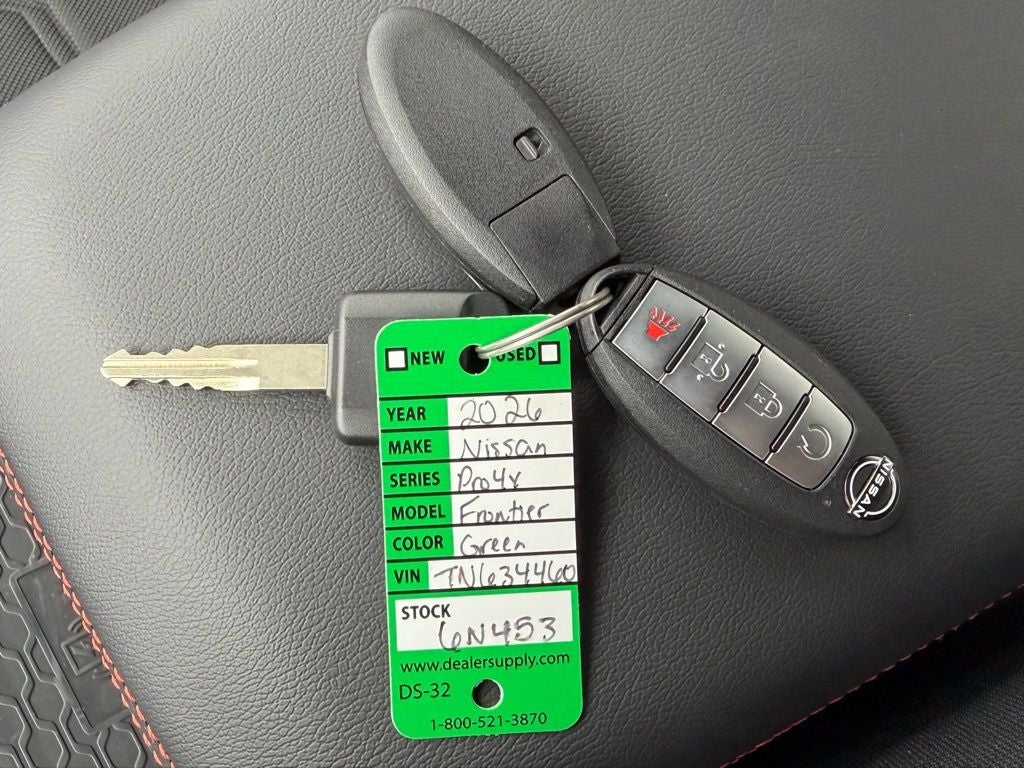 NEW USED
YEAR 2026
MAKE Nissan
SERIES Pro4x
MODEL Frontier
COLOR Green
VIN TN634460
STOCK
6N453
www.dealersupply.com
DS-32
1-800-521-3870
NISSAN